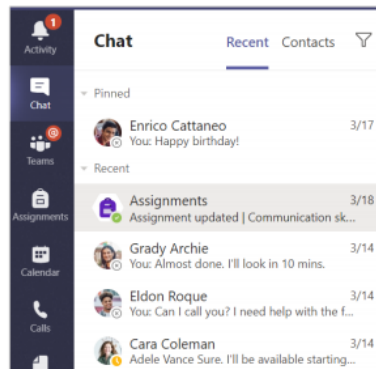 1
Activity
Chat
@
Teams
Assignments
Calendar
Calls
Chat
Recent
Contacts
Pinned
Enrico Cattaneo
3/17
You: Happy birthday!
Recent
Assignments
3/18
Assignment updated | Communication sk...
Grady Archie
3/14
You: Almost done. I'll look in 10 mins.
Eldon Roque
3/14
You: Can I call you? I need help with the f...
Cara Coleman
3/14
Adele Vance Sure. I'll be available starting...